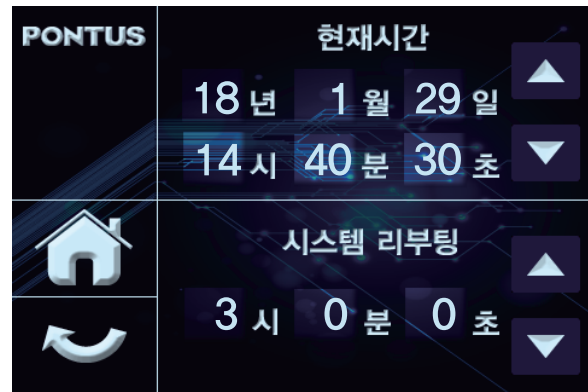 PONTUS
현재시간
18 년 1 월 29 일
14 시 40 분 30 초
시스템 리부팅
3 시 0 분 0 초